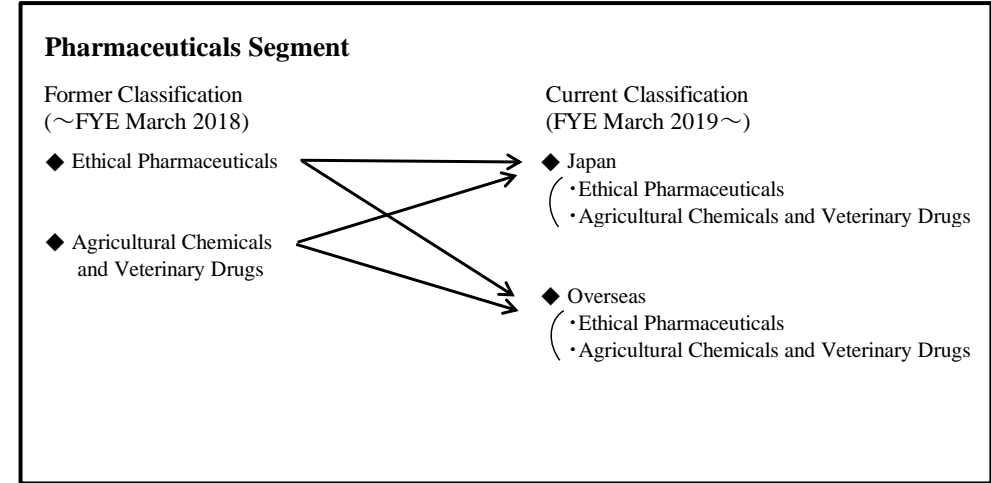 Pharmaceuticals Segment
Former Classification
(～FYE March 2018)
◆ Ethical Pharmaceuticals
◆ Agricultural Chemicals
and Veterinary Drugs
Current Classification
(FYE March 2019～)
◆ Japan
・Ethical Pharmaceuticals
・Agricultural Chemicals and Veterinary Drugs
◆ Overseas
・Ethical Pharmaceuticals
・Agricultural Chemicals and Veterinary Drugs